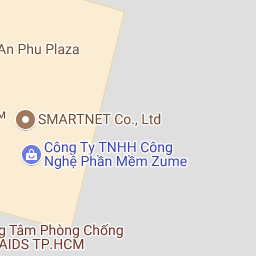 An Phu Plaza
SMARTNET Co., Ltd
Công Ty TNHH Công
Nghệ Phần Mềm Zume
Tâm Phòng Chống
AIDS TP.HCM